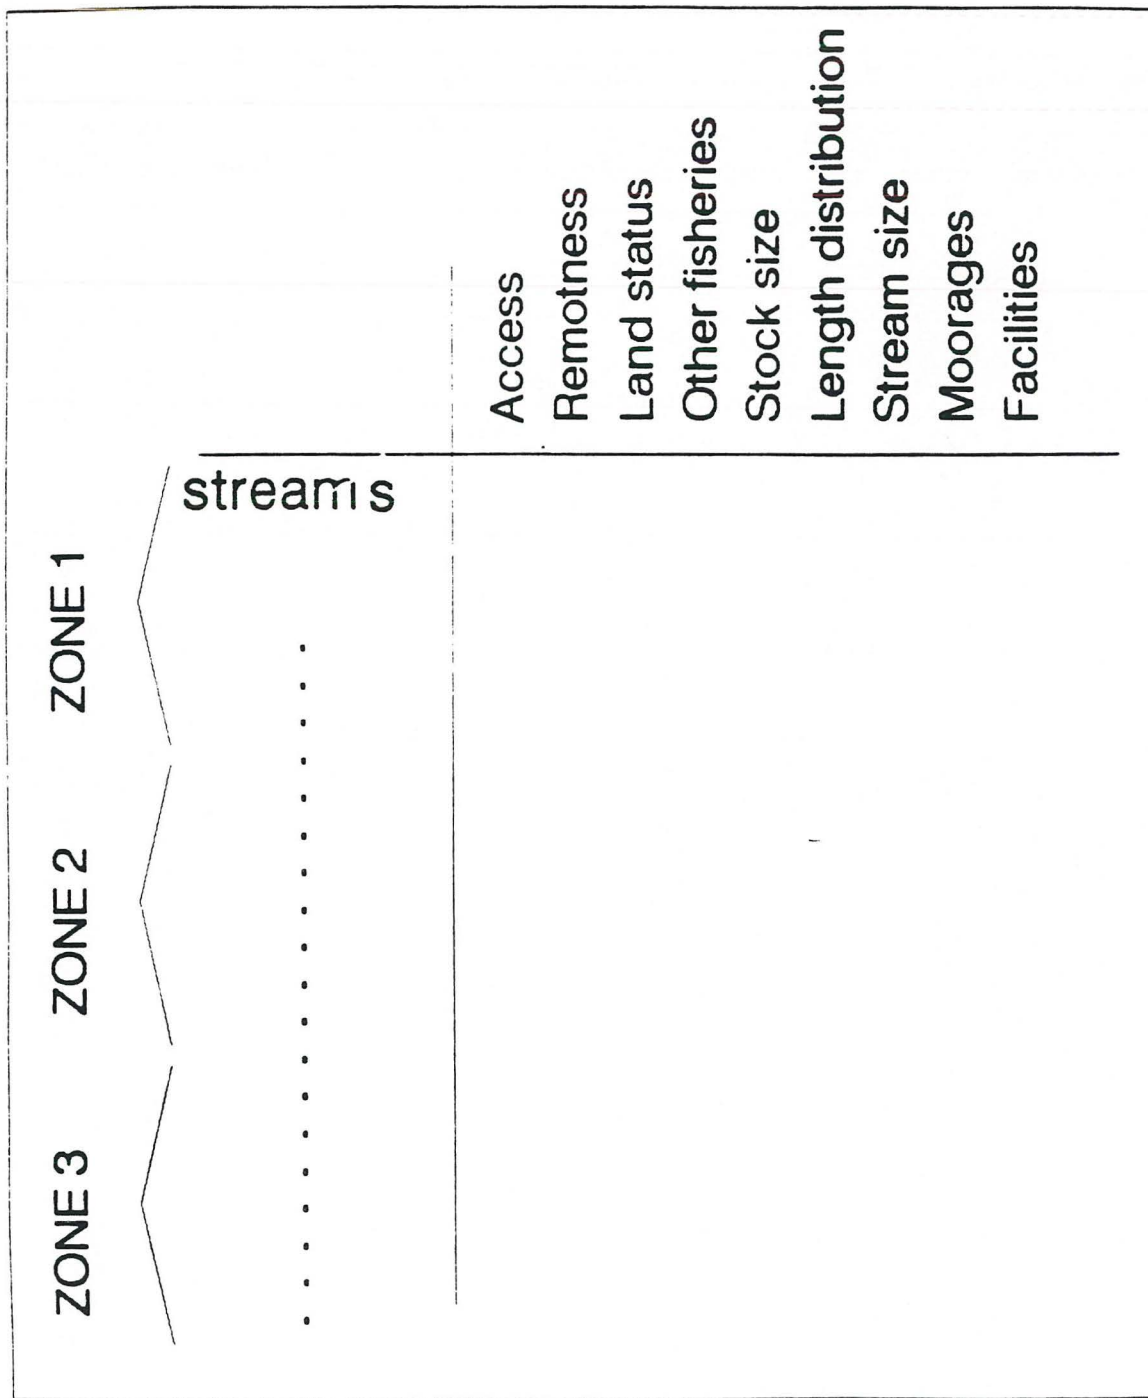 ZONE 3 ZONE 2 ZONE 1
streams
Access
Remotness
Land status
Other fisheries
Stock size
Length distribution
Stream size
Moorages
Facilities